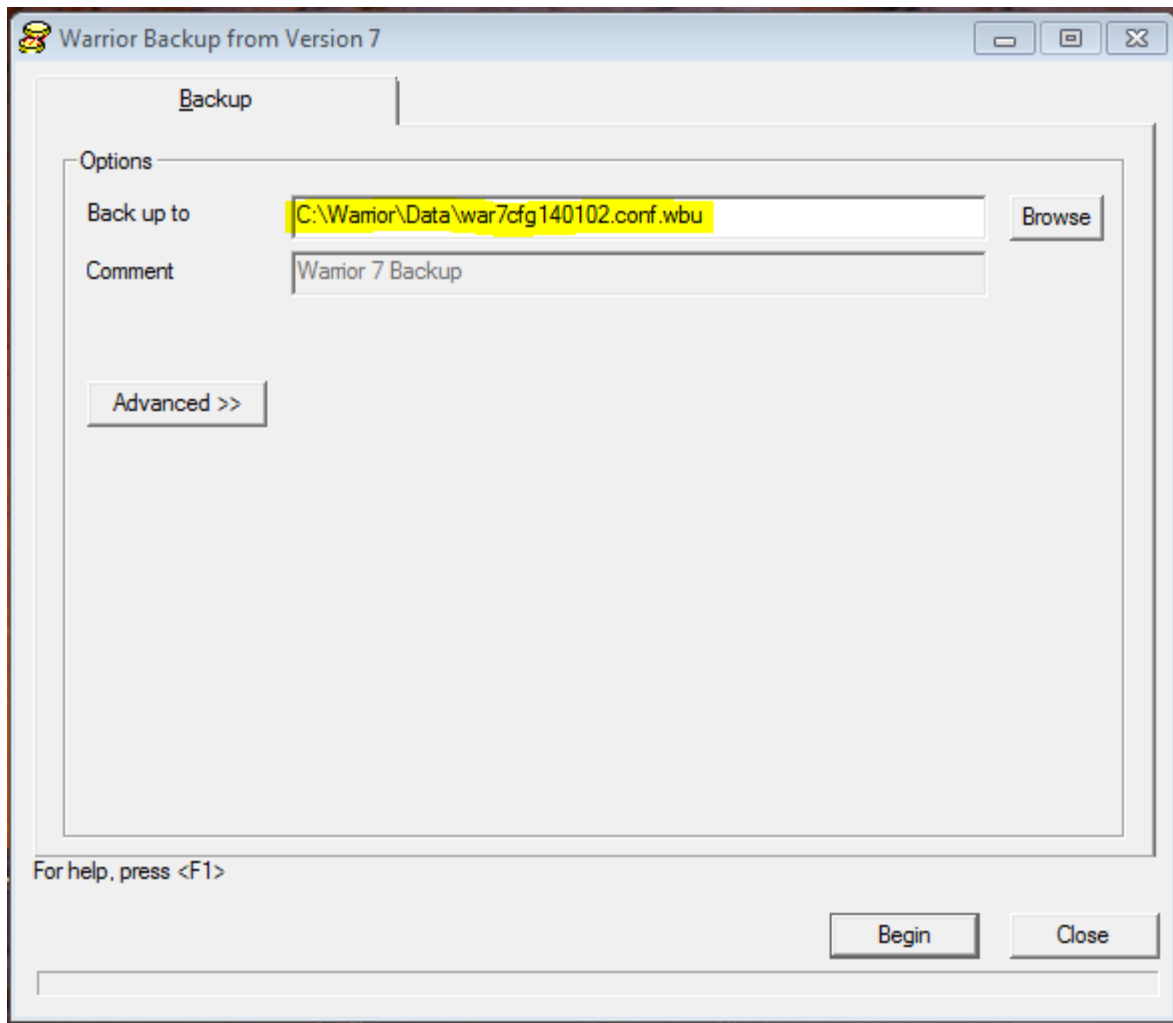 Warrior Backup from Version 7
Backup
Options
Back up to C:\Warrior\Data\war7cfg140102.conf.wbu Browse
Comment Warrior 7 Backup
Advanced >>
For help, press <F1>
Begin Close